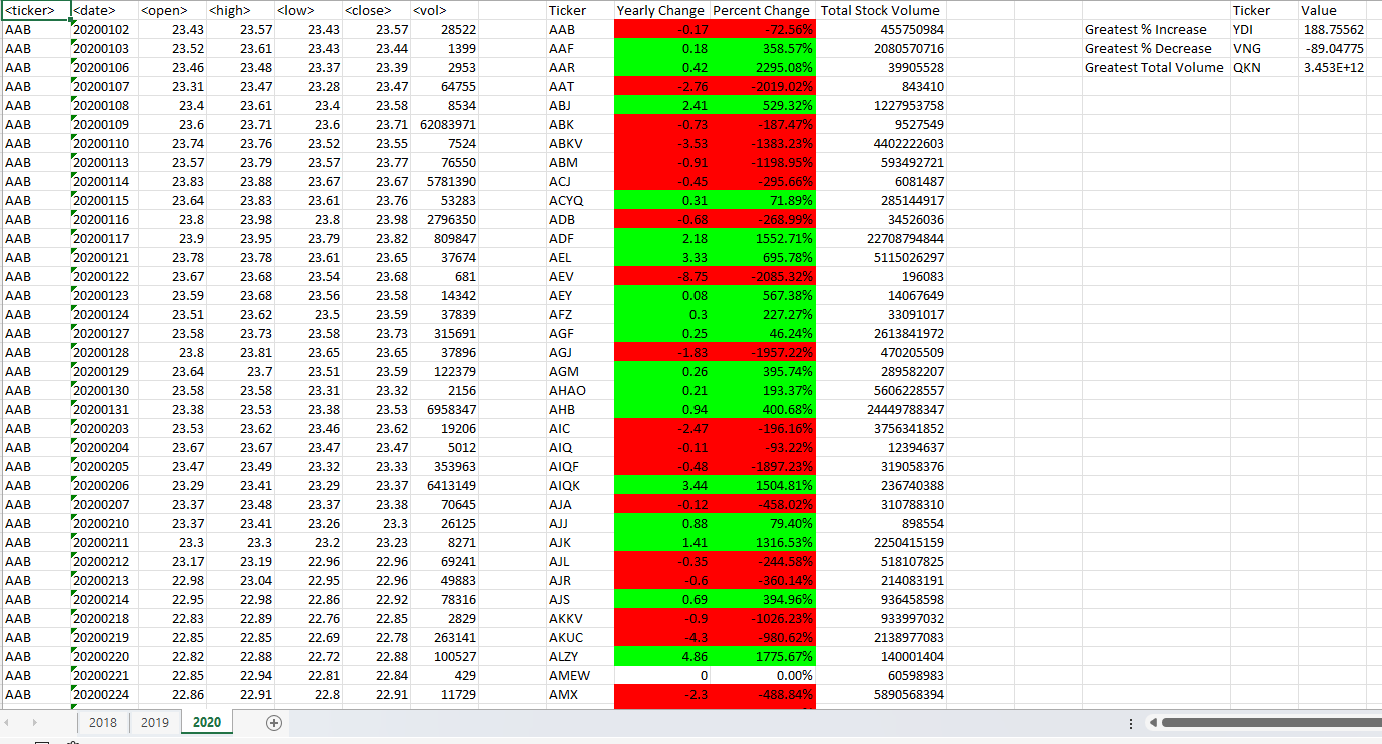 <ticker> <date> <open> <high> <low> <close> <vol> Ticker Yearly Change Percent Change Total Stock Volume Ticker Value
AAB 20200102 23.43 23.57 23.43 23.57 28522 AAB -0.17 -72.56% 455750984 Greatest % Increase YDI 188.75562
AAB 20200103 23.52 23.61 23.43 23.44 1399 AAF 0.18 358.57% 2080570716 Greatest % Decrease VNG -89.04775
AAB 20200106 23.46 23.48 23.37 23.39 2953 AAR 0.42 2295.08% 39905528 Greatest Total Volume QKN 3.453E+12
AAB 20200107 23.31 23.47 23.28 23.47 64755 AAT -2.76 -2019.02% 843410
AAB 20200108 23.4 23.61 23.4 23.58 8534 ABJ 2.41 529.32% 1227953758
AAB 20200109 23.6 23.71 23.6 23.71 62083971 ABK -0.73 -187.47% 9527549
AAB 20200110 23.74 23.76 23.52 23.55 7524 ABKV -3.53 -1383.23% 4402222603
AAB 20200113 23.57 23.79 23.57 23.77 76550 ABM -0.91 -1198.95% 593492721
AAB 20200114 23.83 23.88 23.67 23.67 5781390 ACJ -0.45 -295.66% 6081487
AAB 20200115 23.64 23.83 23.61 23.76 53283 ACYQ 0.31 71.89% 285144917
AAB 20200116 23.8 23.98 23.8 23.98 2796350 ADB -0.68 -268.99% 34526036
AAB 20200117 23.9 23.95 23.79 23.82 809847 ADF 2.18 1552.71% 22708794844
AAB 20200121 23.78 23.78 23.61 23.65 37674 AEL 3.33 695.78% 5115026297
AAB 20200122 23.67 23.68 23.54 23.68 681 AEV -8.75 -2085.32% 196083
AAB 20200123 23.59 23.68 23.56 23.58 14342 AEY 0.08 567.38% 14067649
AAB 20200124 23.51 23.62 23.5 23.59 37839 AFZ 0.3 227.27% 33091017
AAB 20200127 23.58 23.73 23.58 23.73 315691 AGF 0.25 46.24% 2613841972
AAB 20200128 23.8 23.81 23.65 23.65 37896 AGJ -1.83 -1957.22% 470205509
AAB 20200129 23.64 23.7 23.51 23.59 122379 AGM 0.26 395.74% 289582207
AAB 20200130 23.58 23.58 23.31 23.32 2156 AHAO 0.21 193.37% 5606228557
AAB 20200131 23.38 23.53 23.38 23.53 6958347 AHB 0.94 400.68% 24449788347
AAB 20200203 23.53 23.62 23.46 23.62 19206 AIC -2.47 -196.16% 3756341852
AAB 20200204 23.67 23.67 23.47 23.47 5012 AIQ -0.11 -93.22% 12394637
AAB 20200205 23.47 23.49 23.32 23.33 353963 AIQF -0.48 -1897.23% 319058376
AAB 20200206 23.29 23.41 23.29 23.37 6413149 AIQK 3.44 1504.81% 236740388
AAB 20200207 23.37 23.48 23.37 23.38 70645 AJA -0.12 -458.02% 310788310
AAB 20200210 23.37 23.41 23.26 23.3 26125 AJJ 0.88 79.40% 898554
AAB 20200211 23.3 23.3 23.2 23.23 8271 AJK 1.41 1316.53% 2250415159
AAB 20200212 23.17 23.19 22.96 22.96 69241 AJL -0.35 -244.58% 518107825
AAB 20200213 22.98 23.04 22.95 22.96 49883 AJR -0.6 -360.14% 214083191
AAB 20200214 22.95 22.98 22.86 22.92 78316 AJS 0.69 394.96% 936458598
AAB 20200218 22.83 22.89 22.76 22.85 2829 AKKV -0.9 -1026.23% 933997032
AAB 20200219 22.85 22.85 22.69 22.78 263141 AKUC -4.3 -980.62% 2138977083
AAB 20200220 22.82 22.88 22.72 22.88 100527 ALZY 4.86 1775.67% 140001404
AAB 20200221 22.85 22.94 22.81 22.84 429 AMEW 0 0.00% 60598983
AAB 20200224 22.86 22.91 22.8 22.91 11729 AMX -2.3 -488.84% 5890568394
2018 2019 2020